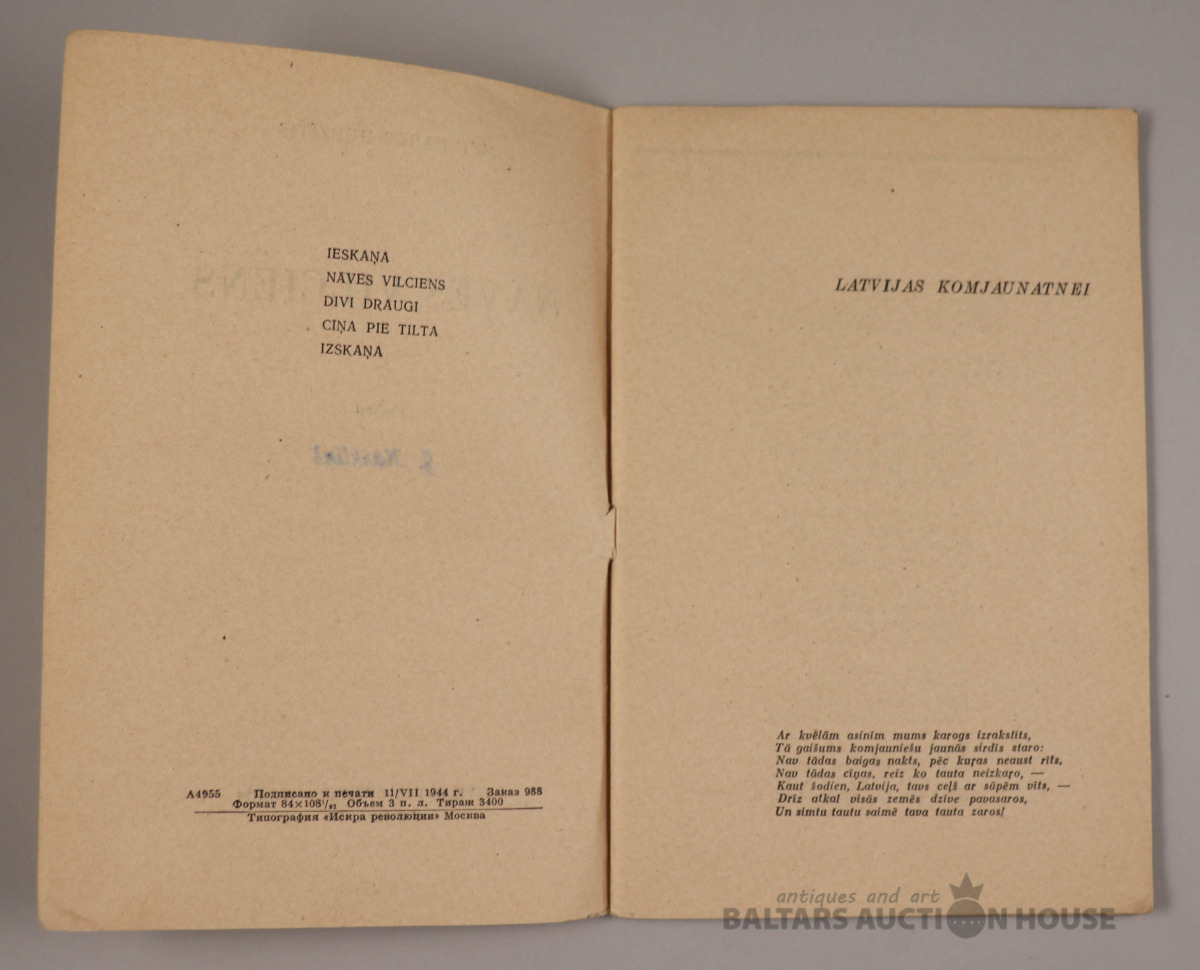 IESKAŅA
NĀVES VILCIENS
DIVI DRAUGI
CIŅA PIE TILTA
IZSKAŅA
A4955 Подписано и печати 11/VII 1944 г. Заказ 988
Формат 84×108¹/ Объем 3 п. л. Тираж 3400
Типография «Искра революции» Москва
LATVIJAS KOMJAUNATNEI
Ar kvēlām asinīm mums karogs izrakstīts,
Tā gaišums komjauniešu jaunās sirdīs staro:
Nav tādas baigas nakts, pēc kuŗas neaust rīts,
Nav tādas cīņas, reiz ko tauta neizkaŗo, —
Kaut šodien, Latvija, tavs ceļš ar sāpēm vīts, —
Drīz atkal visās zemēs dzīve pavasaros,
Un simtu tautu saimē tava tauta zaros!
antiques and art
BALTARS AUCTION HOUSE